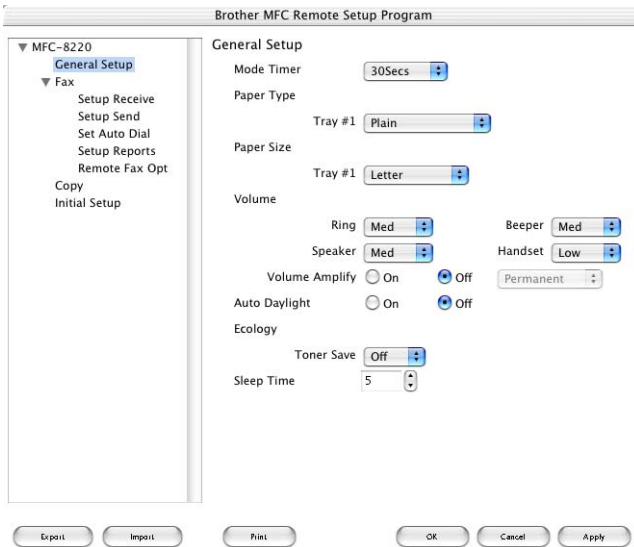 Brother MFC Remote Setup Program
MFC-8220
General Setup
Fax
Setup Receive
Setup Send
Set Auto Dial
Setup Reports
Remote Fax Opt
Copy
Initial Setup
General Setup
Mode Timer 30Secs
Paper Type
Tray #1 Plain
Paper Size
Tray #1 Letter
Volume
Ring Med Beeper Med
Speaker Med Handset Low
Volume Amplify On Off Permanent
Auto Daylight On Off
Ecology
Toner Save Off
Sleep Time 5
Export Import Print OK Cancel Apply